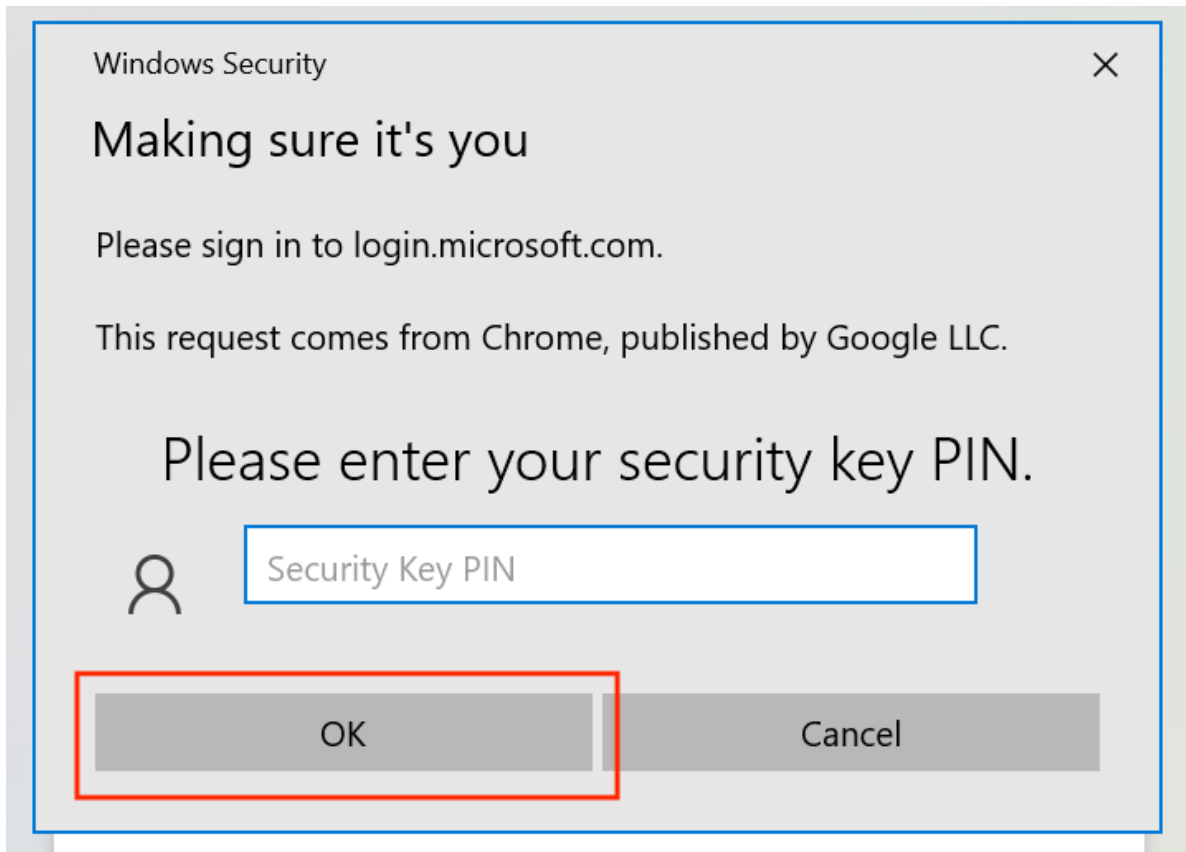 Windows Security
Making sure it's you
Please sign in to login.microsoft.com.
This request comes from Chrome, published by Google LLC.
Please enter your security key PIN.
Security Key PIN
OK
Cancel